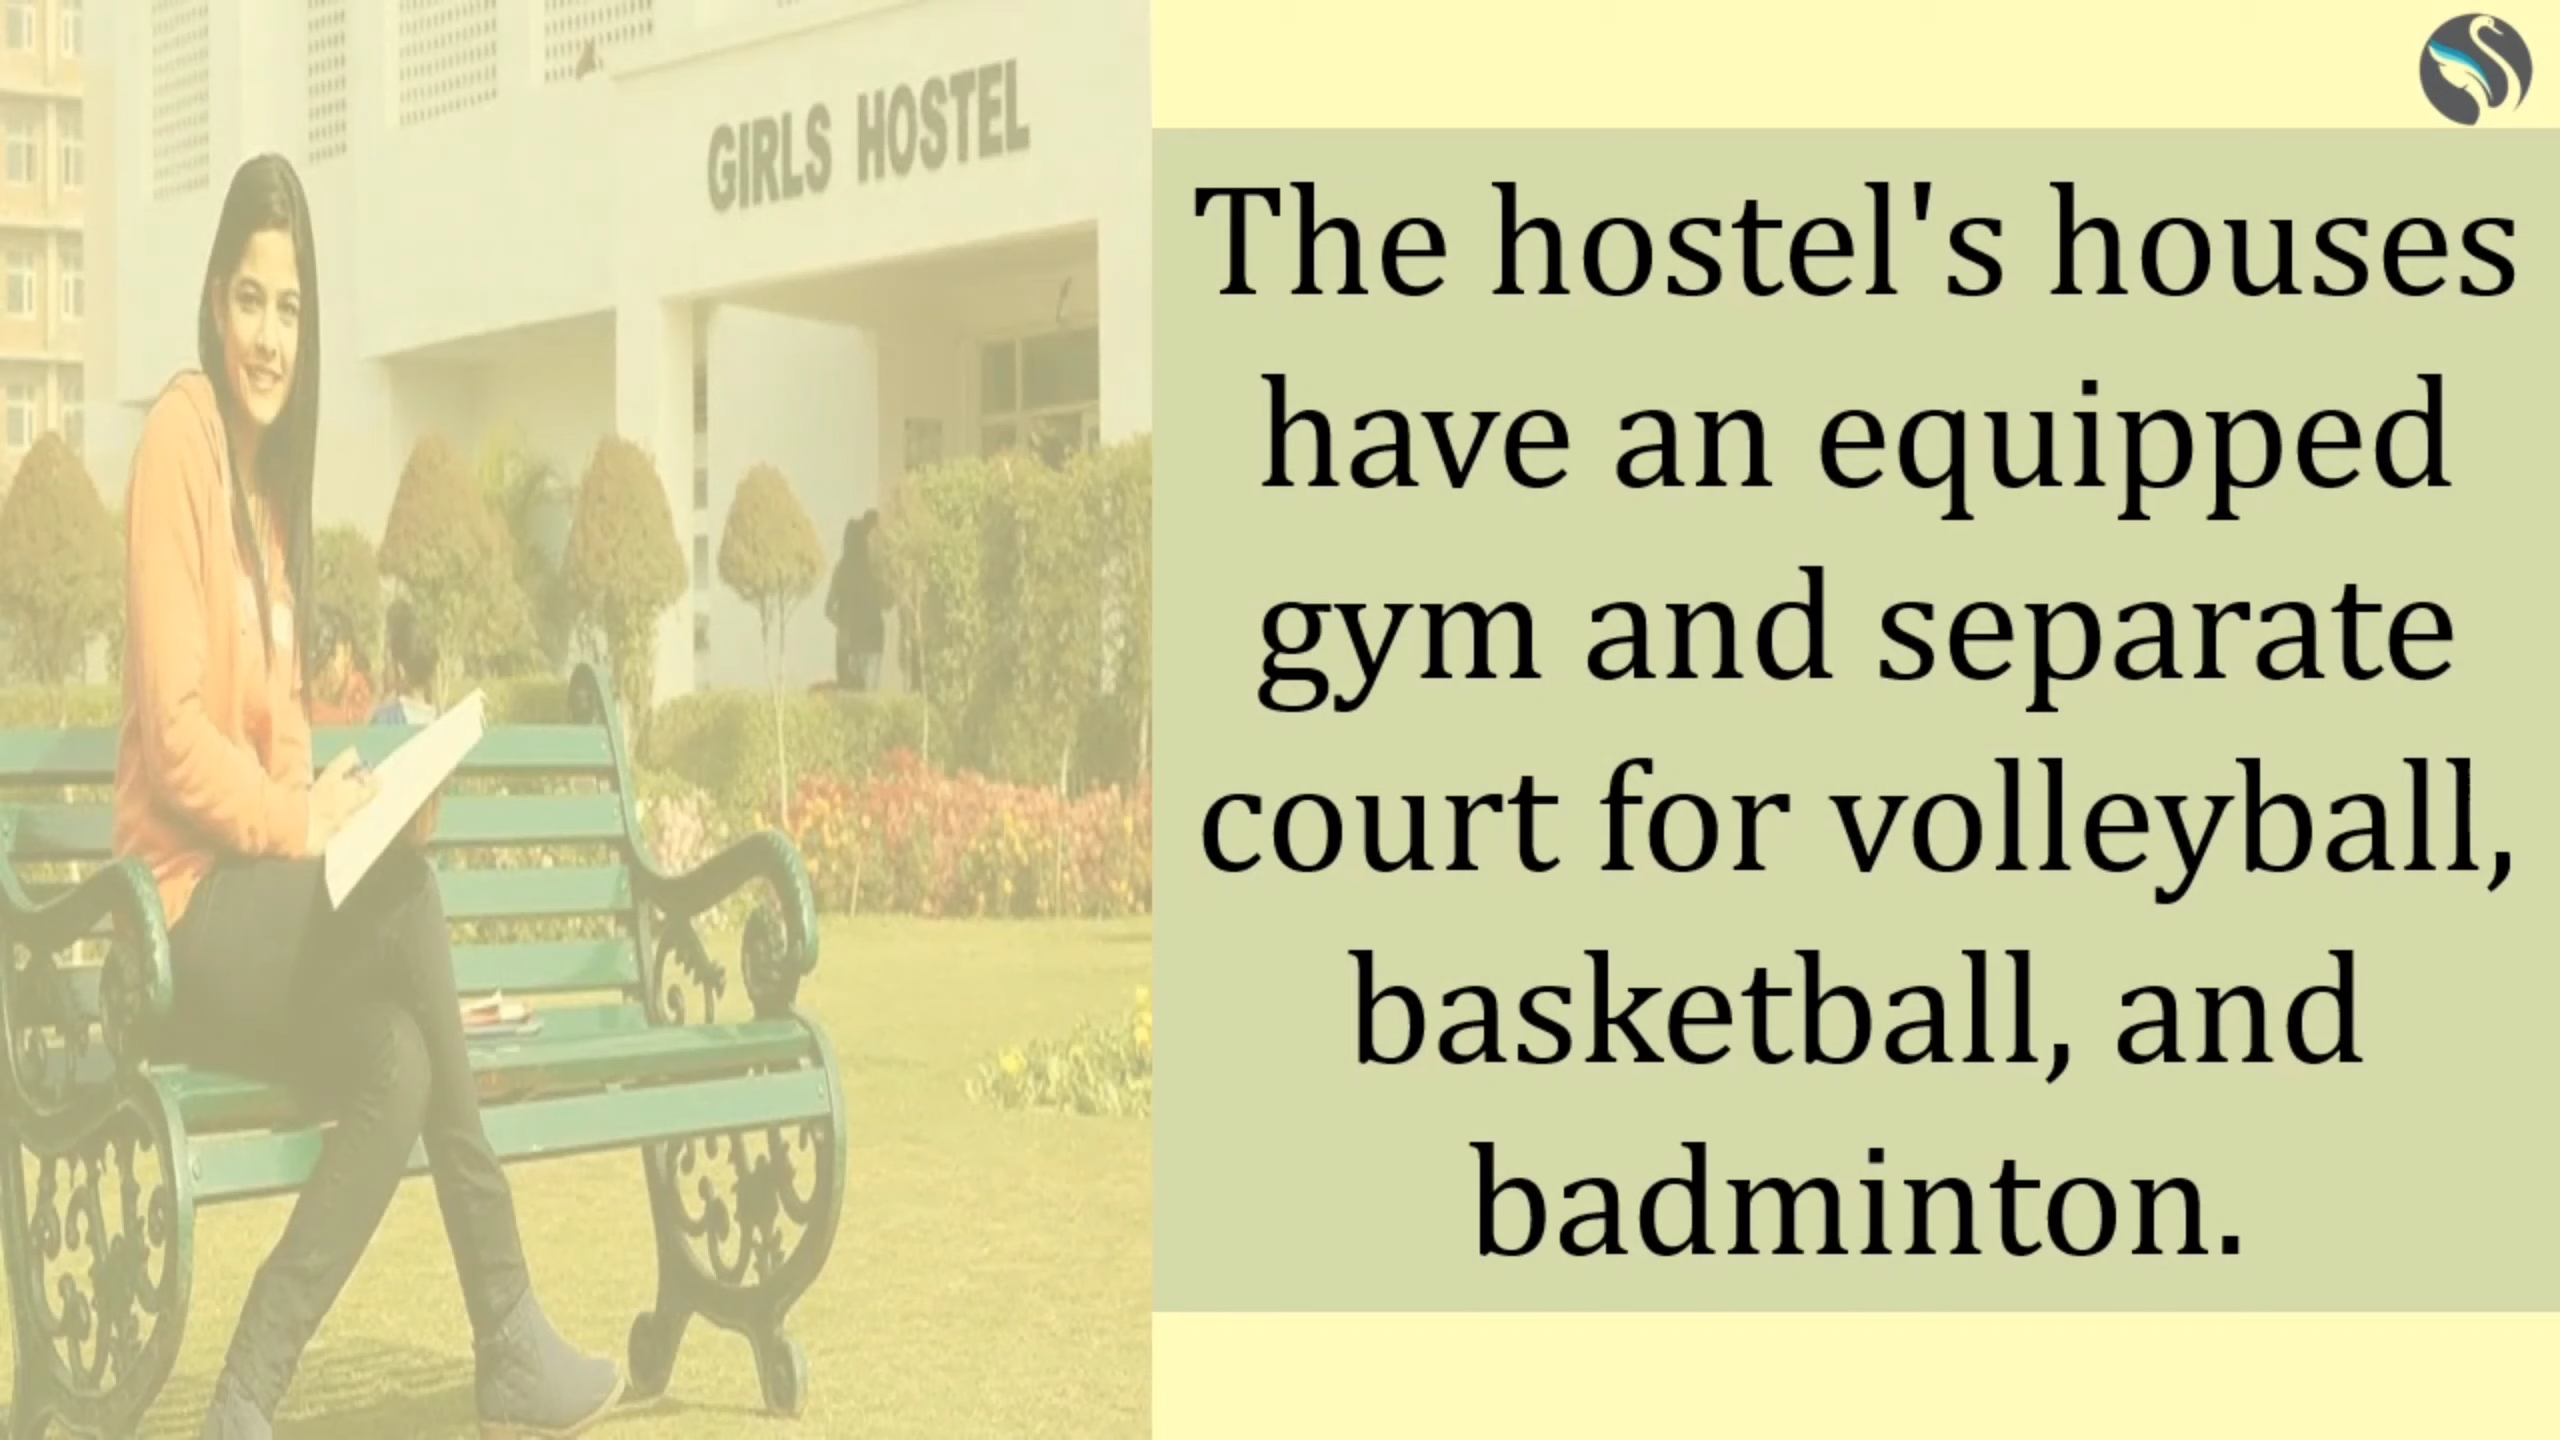 GIRLS HOSTEL
The hostel's houses
have an equipped
gym and separate
court for volleyball,
basketball, and
badminton.